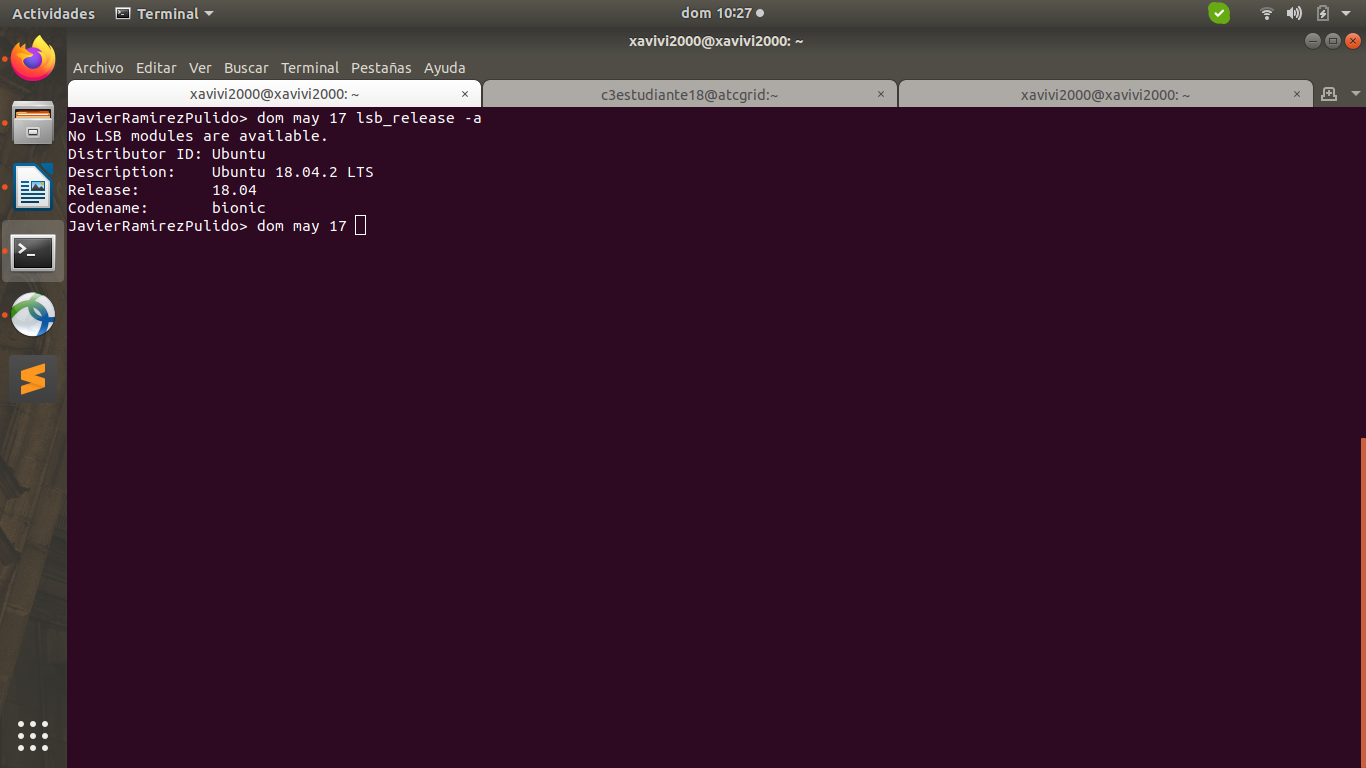 Actividades Terminal dom 10:27
xavivi2000@xavivi2000: ~
Archivo Editar Ver Buscar Terminal Pestañas Ayuda
xavivi2000@xavivi2000: ~ × c3estudiante18@atcgrid:~ × xavivi2000@xavivi2000: ~ ×
JavierRamirezPulido> dom may 17 lsb_release -a
No LSB modules are available.
Distributor ID: Ubuntu
Description: Ubuntu 18.04.2 LTS
Release: 18.04
Codename: bionic
JavierRamirezPulido> dom may 17